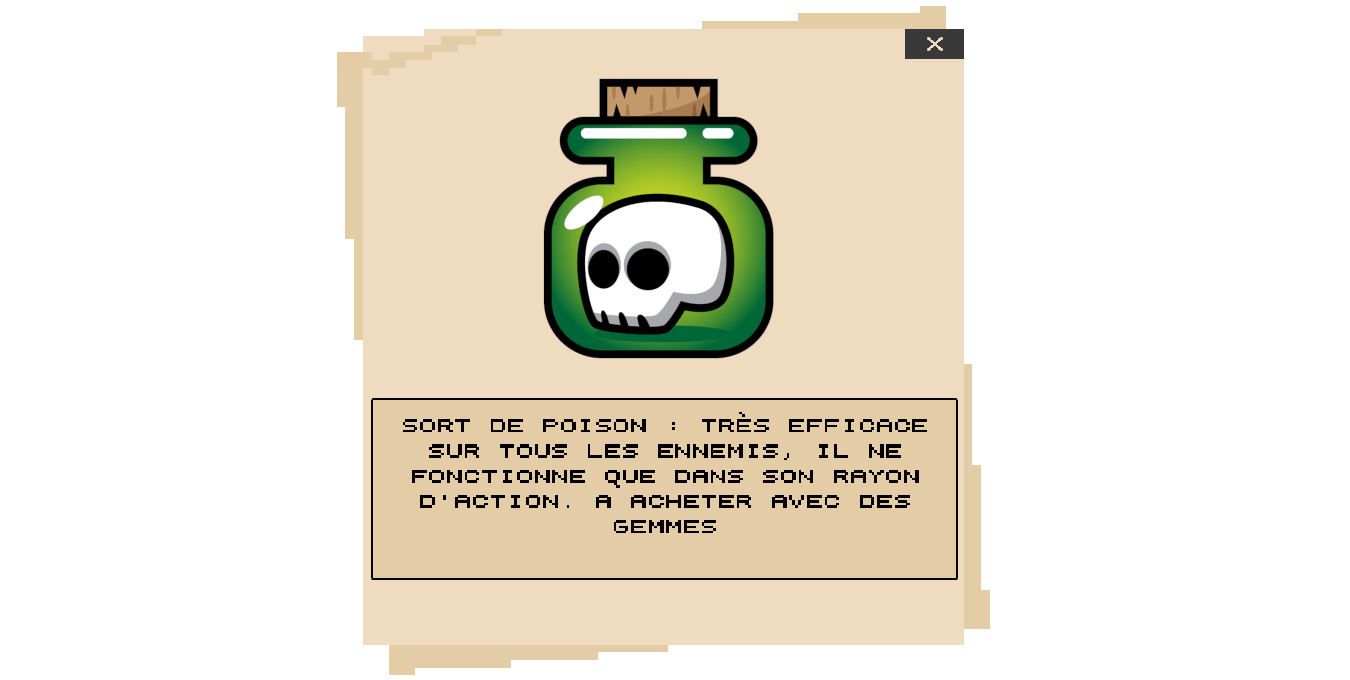 SORT DE POISON : TRÈS EFFICACE
SUR TOUS LES ENNEMIS, IL NE
FONCTIONNE QUE DANS SON RAYON
D'ACTION. A ACHETER AVEC DES
GEMMES